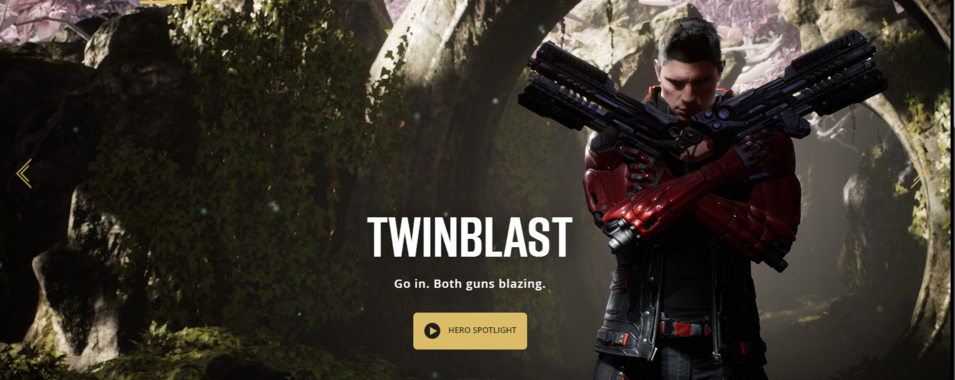 TWINBLAST
Go in. Both guns blazing.
HERO SPOTLIGHT